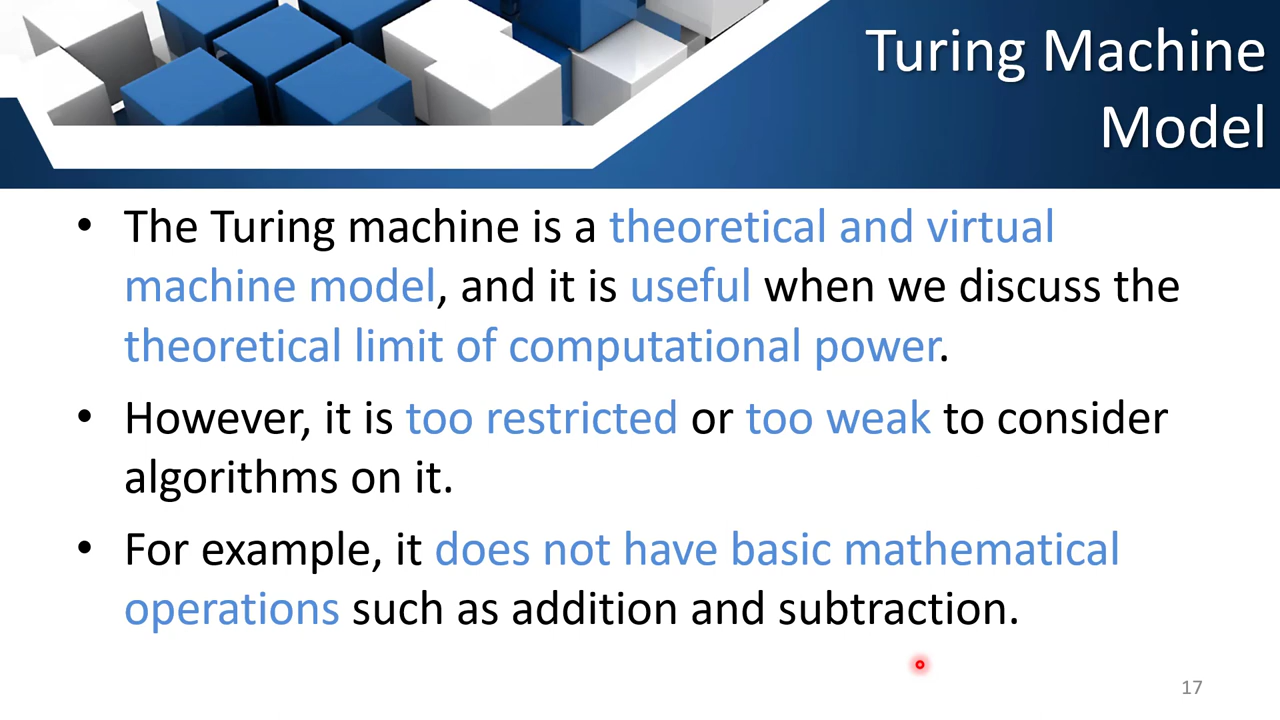 Turing Machine
Model
• The Turing machine is a theoretical and virtual
machine model, and it is useful when we discuss the
theoretical limit of computational power.
• However, it is too restricted or too weak to consider
algorithms on it.
• For example, it does not have basic mathematical
operations such as addition and subtraction.
17